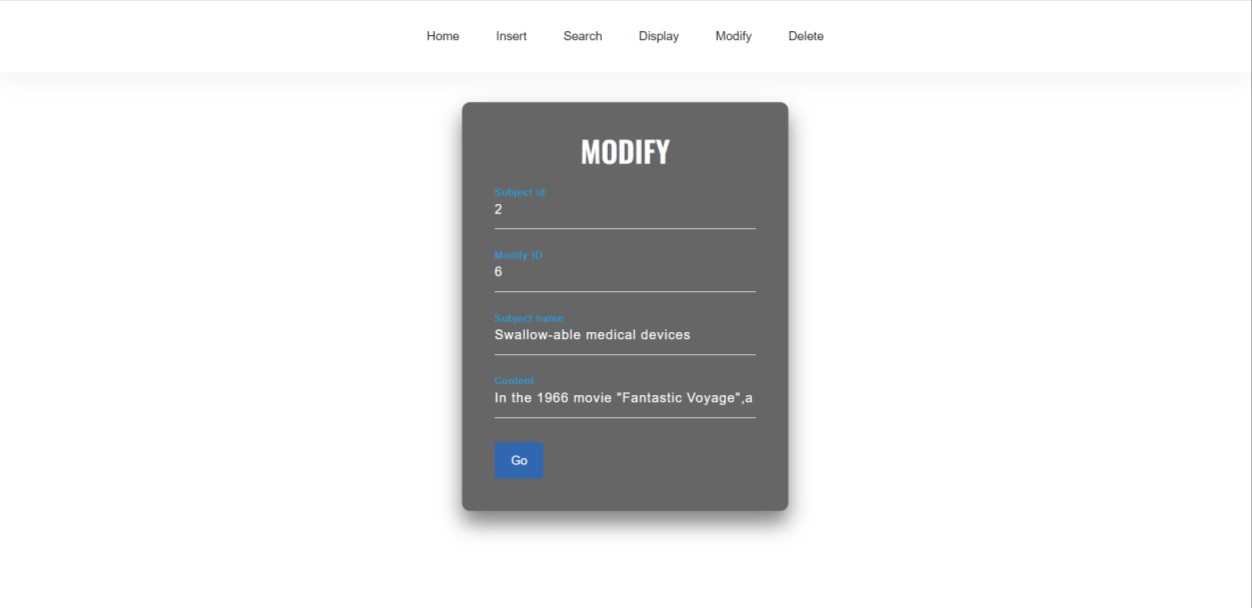 Home Insert Search Display Modify Delete
MODIFY
Subject id
2
Modify ID
6
Subject name
Swallow-able medical devices
Content
In the 1966 movie "Fantastic Voyage",a
Go